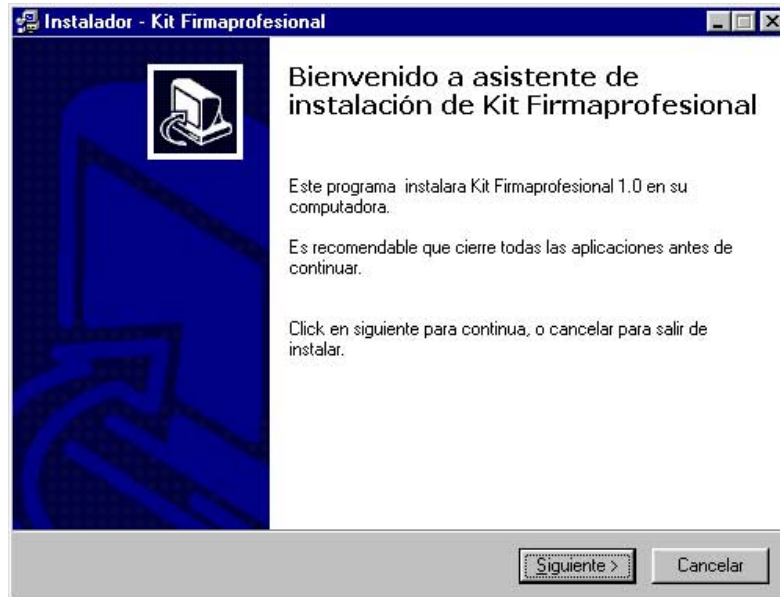 Instalador - Kit Firmaprofesional
Bienvenido a asistente de
instalación de Kit Firmaprofesional
Este programa instalara Kit Firmaprofesional 1.0 en su
computadora.
Es recomendable que cierre todas las aplicaciones antes de
continuar.
Click en siguiente para continua, o cancelar para salir de
instalar.
Siguiente >
Cancelar